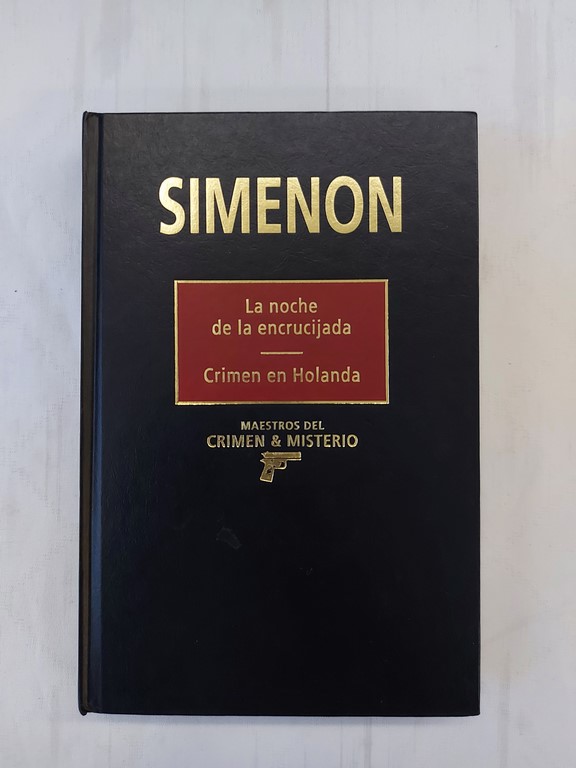 SIMENON
La noche
de la encrucijada
Crimen en Holanda
MAESTROS DEL
CRIMEN & MISTERIO